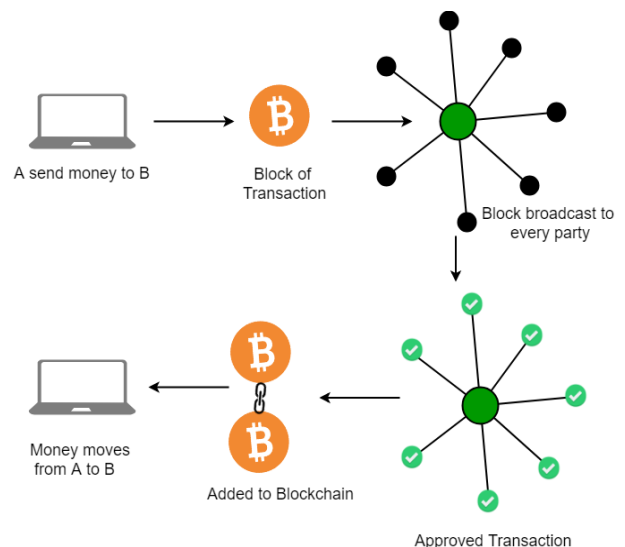 A send money to B
Block of
Transaction
Block broadcast to
every party
Money moves
from A to B
Added to Blockchain
Approved Transaction